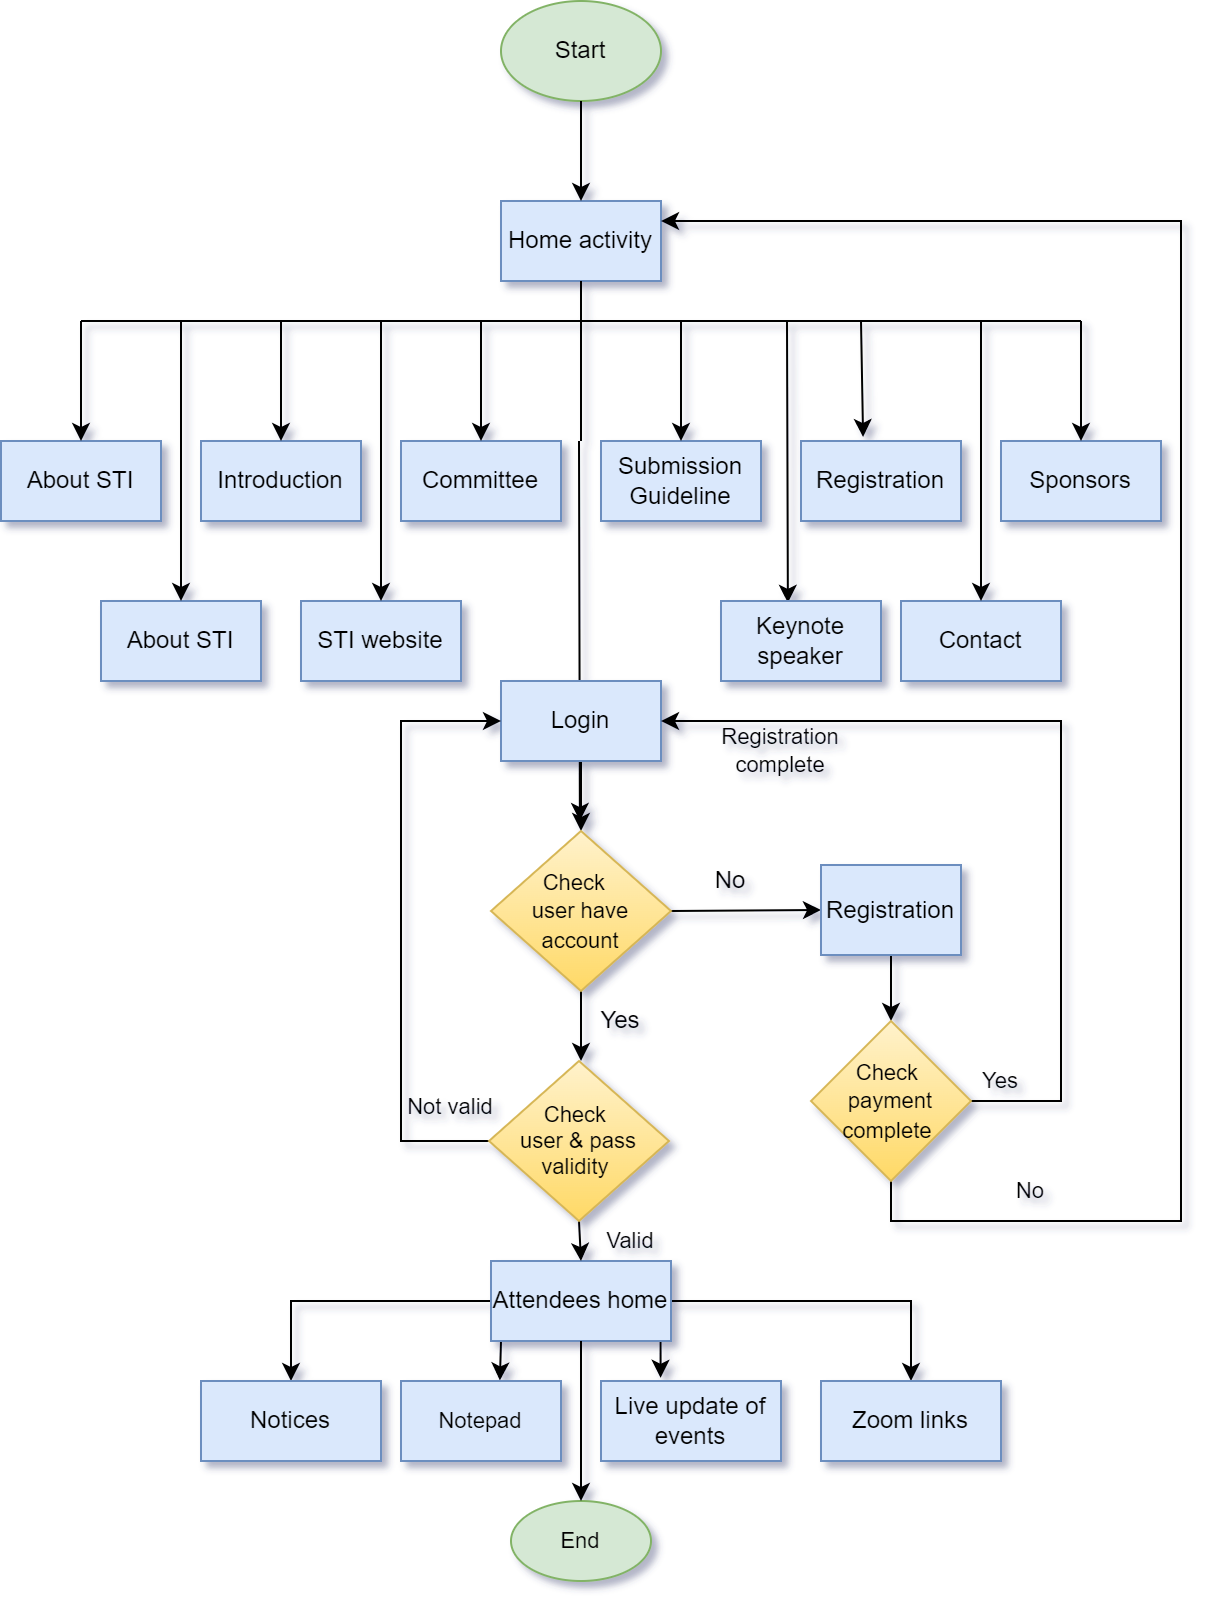 Start
Home activity
About STI
Introduction
Committee
Submission
Guideline
Registration
Sponsors
About STI
STI website
Keynote
speaker
Contact
Login
Registration
complete
Check
user have
account
No
Registration
Yes
Check
payment
complete
Yes
Not valid
Check
user & pass
validity
No
Valid
Attendees home
Notices
Notepad
Live update of
events
Zoom links
End